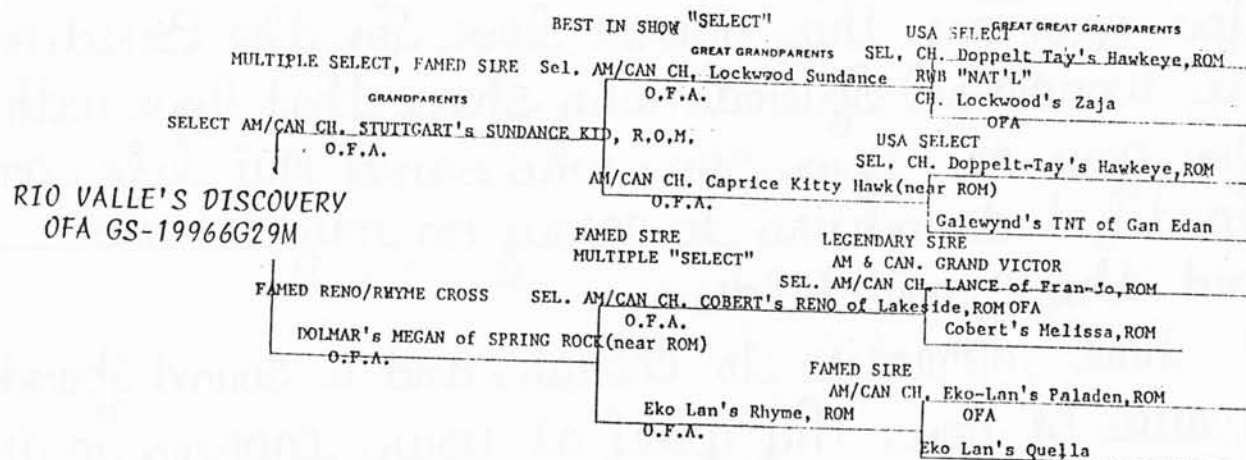 BEST IN SHOW "SELECT"
USA SELECT GREAT GREAT GRANDPARENTS
GREAT GRANDPARENTS SEL, CH. Doppelt Tay's Hawkeye,ROM
MULTIPLE SELECT, FAMED SIRE Sel. AM/CAN CH, Lockwood Sundance RWB "NAT'L"
O.F.A.
GRANDPARENTS CH. Lockwood's Zaja
OFA
SELECT AM/CAN CH. STUTTGART's SUNDANCE KID, R.O.M.
O.F.A.
USA SELECT
SEL, CH. Doppelt-Tay's Hawkeye,ROM
AM/CAN CH. Caprice Kitty Hawk(near ROM)
O.F.A.
Galewynd's TNT of Gan Edan
RIO VALLE'S DISCOVERY
OFA GS-19966G29M
FAMED SIRE LEGENDARY SIRE
MULTIPLE "SELECT" AM & CAN. GRAND VICTOR
SEL. AM/CAN CH. LANCE of Fran-Jo,ROM
FAMED RENO/RHYME CROSS SEL. AM/CAN CH. COBERT's RENO of Lakeside,ROM OFA
O.F.A.
Cobert's Melissa,ROM
DOLMAR's MEGAN of SPRING ROCK(near ROM)
O.F.A.
FAMED SIRE
AM/CAN CH, Eko-Lan's Paladen,ROM
OFA
Eko Lan's Rhyme, ROM
O.F.A.
Eko Lan's Quella